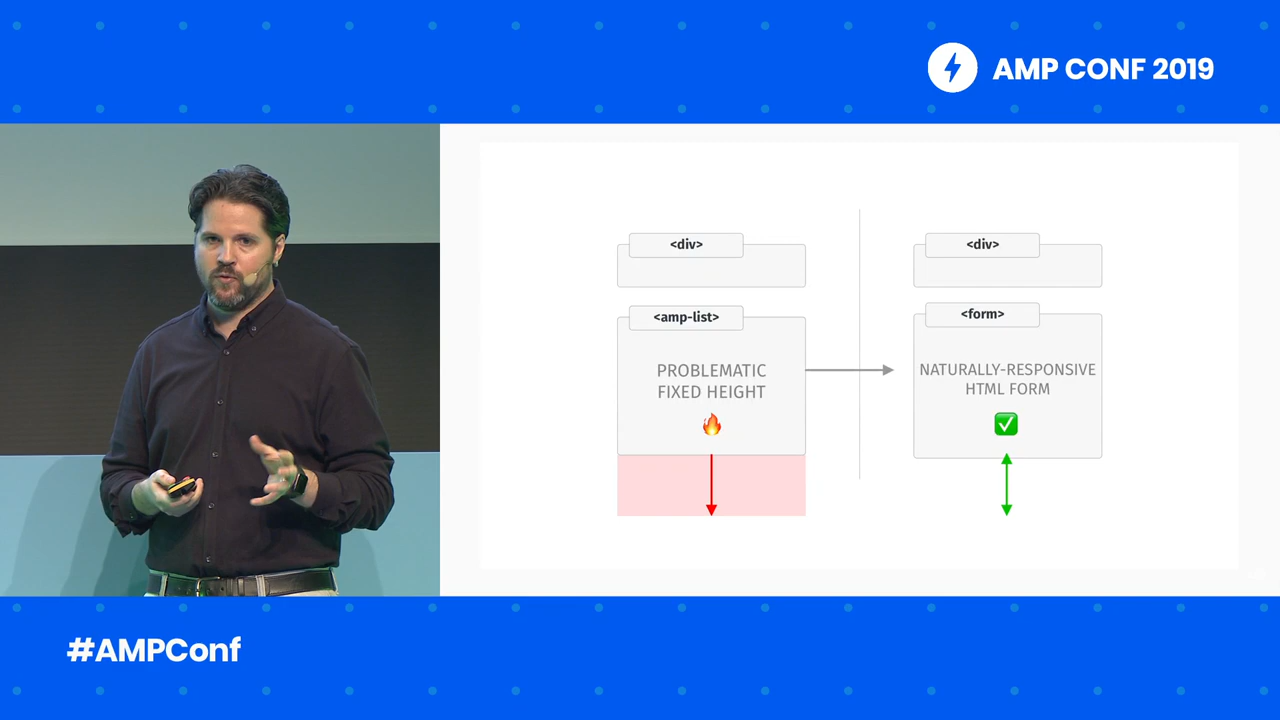 AMP CONF 2019
<div>
<amp-list>
PROBLEMATIC
FIXED HEIGHT
<div>
<form>
NATURALLY-RESPONSIVE
HTML FORM
#AMPConf